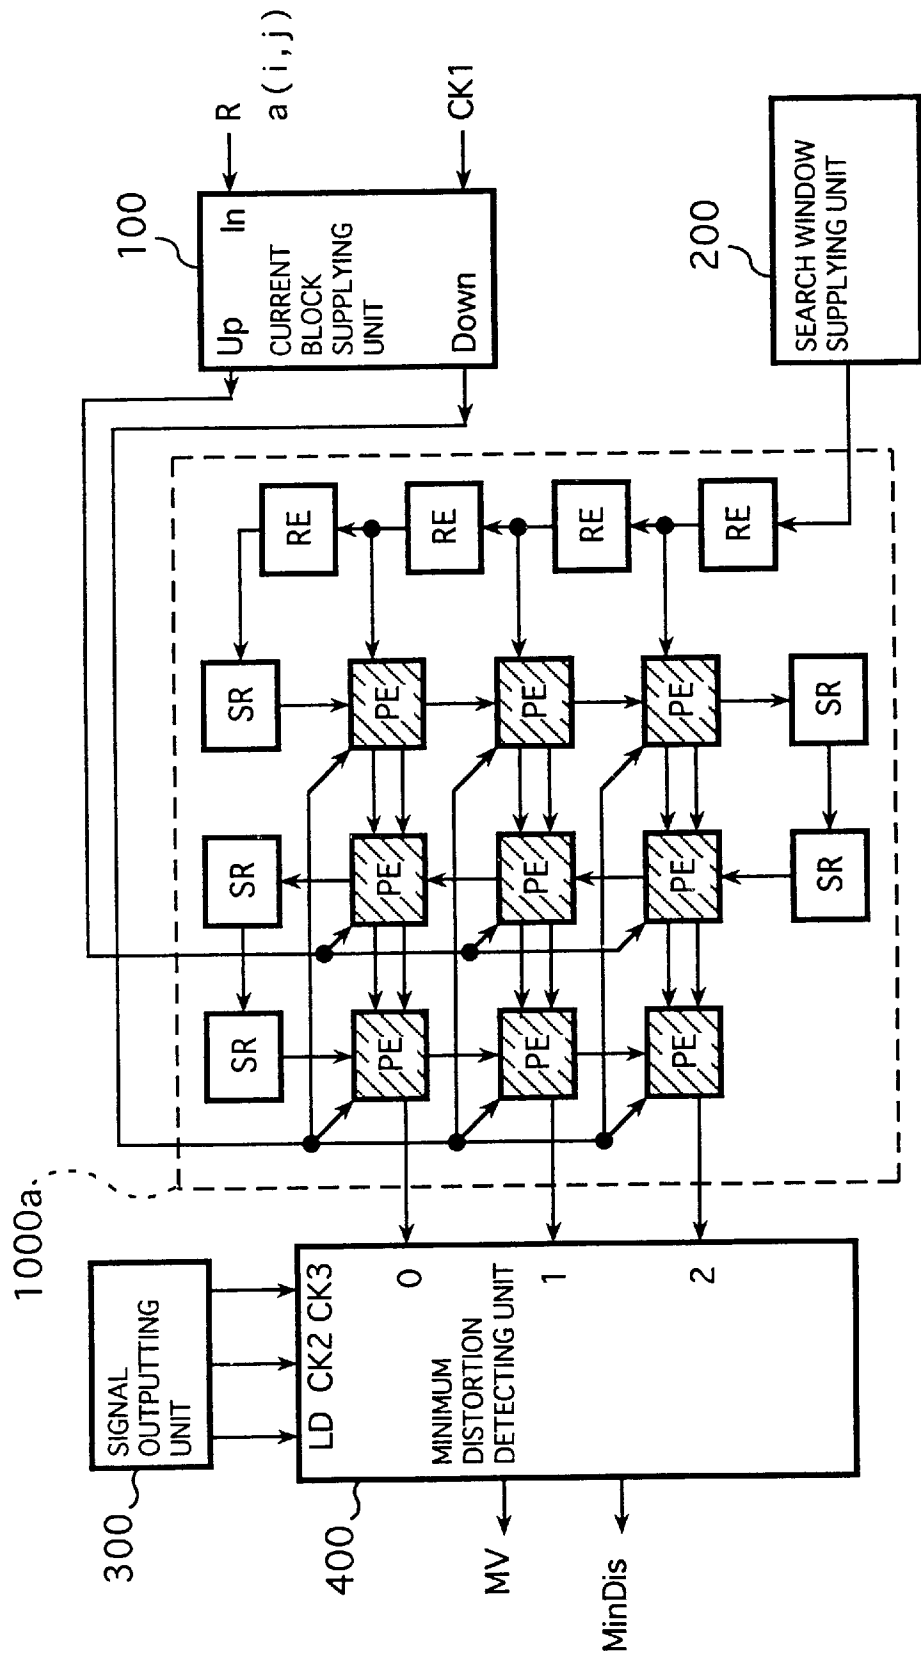 1000a
300
SIGNAL
OUTPUTTING
UNIT
LD CK2 CK3
400
MINIMUM
DISTORTION
DETECTING UNIT
0
1
2
MV
MinDis
SR
SR
SR
PE
PE
PE
PE
PE
PE
PE
PE
PE
SR
SR
RE
RE
RE
RE
100
Up
In
CURRENT
BLOCK
SUPPLYING
UNIT
Down
R
a(i,j)
CK1
200
SEARCH WINDOW
SUPPLYING UNIT